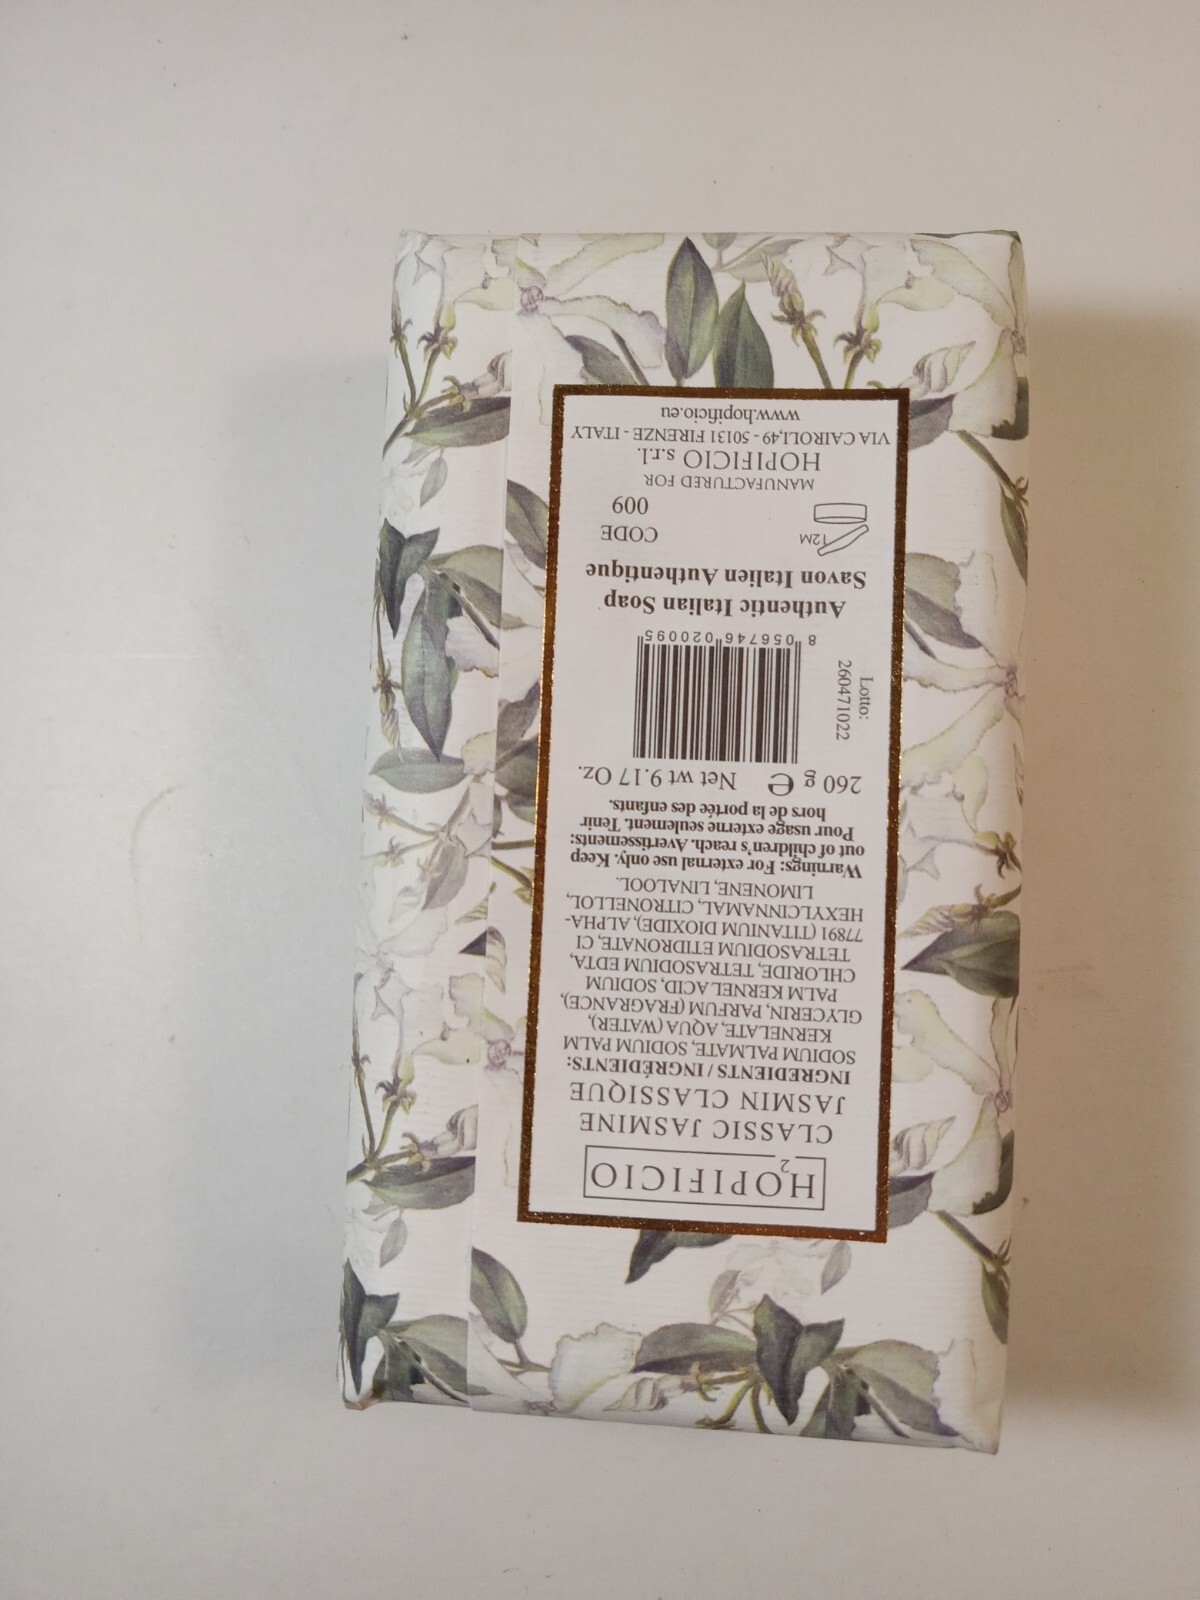 HOPIFICIO
2
CLASSIC JASMINE
JASMIN CLASSIQUE
INGREDIENTS / INGRÉDIENTS:
SODIUM PALMATE, SODIUM PALM
KERNELATE, AQUA (WATER),
GLYCERIN, PARFUM (FRAGRANCE),
PALM KERNEL ACID, SODIUM
CHLORIDE, TETRASODIUM EDTA,
TETRASODIUM ETIDRONATE, CI
77891 (TITANIUM DIOXIDE), ALPHA-
HEXYLCINNAMAL, CITRONELLOL,
LIMONENE, LINALOOL.
Warnings: For external use only. Keep
out of children's reach. Avertissements:
Pour usage externe seulement. Tenir
hors de la portée des enfants.
260 g e Net wt 9.17 Oz.
Lotto:
260471022
8 056746 020095
Authentic Italian Soap
Savon Italien Authentique
12M
CODE
009
MANUFACTURED FOR
HOPIFICIO s.r.l.
VIA CAIROLI,49 - 50131 FIRENZE - ITALY
www.hopificio.eu